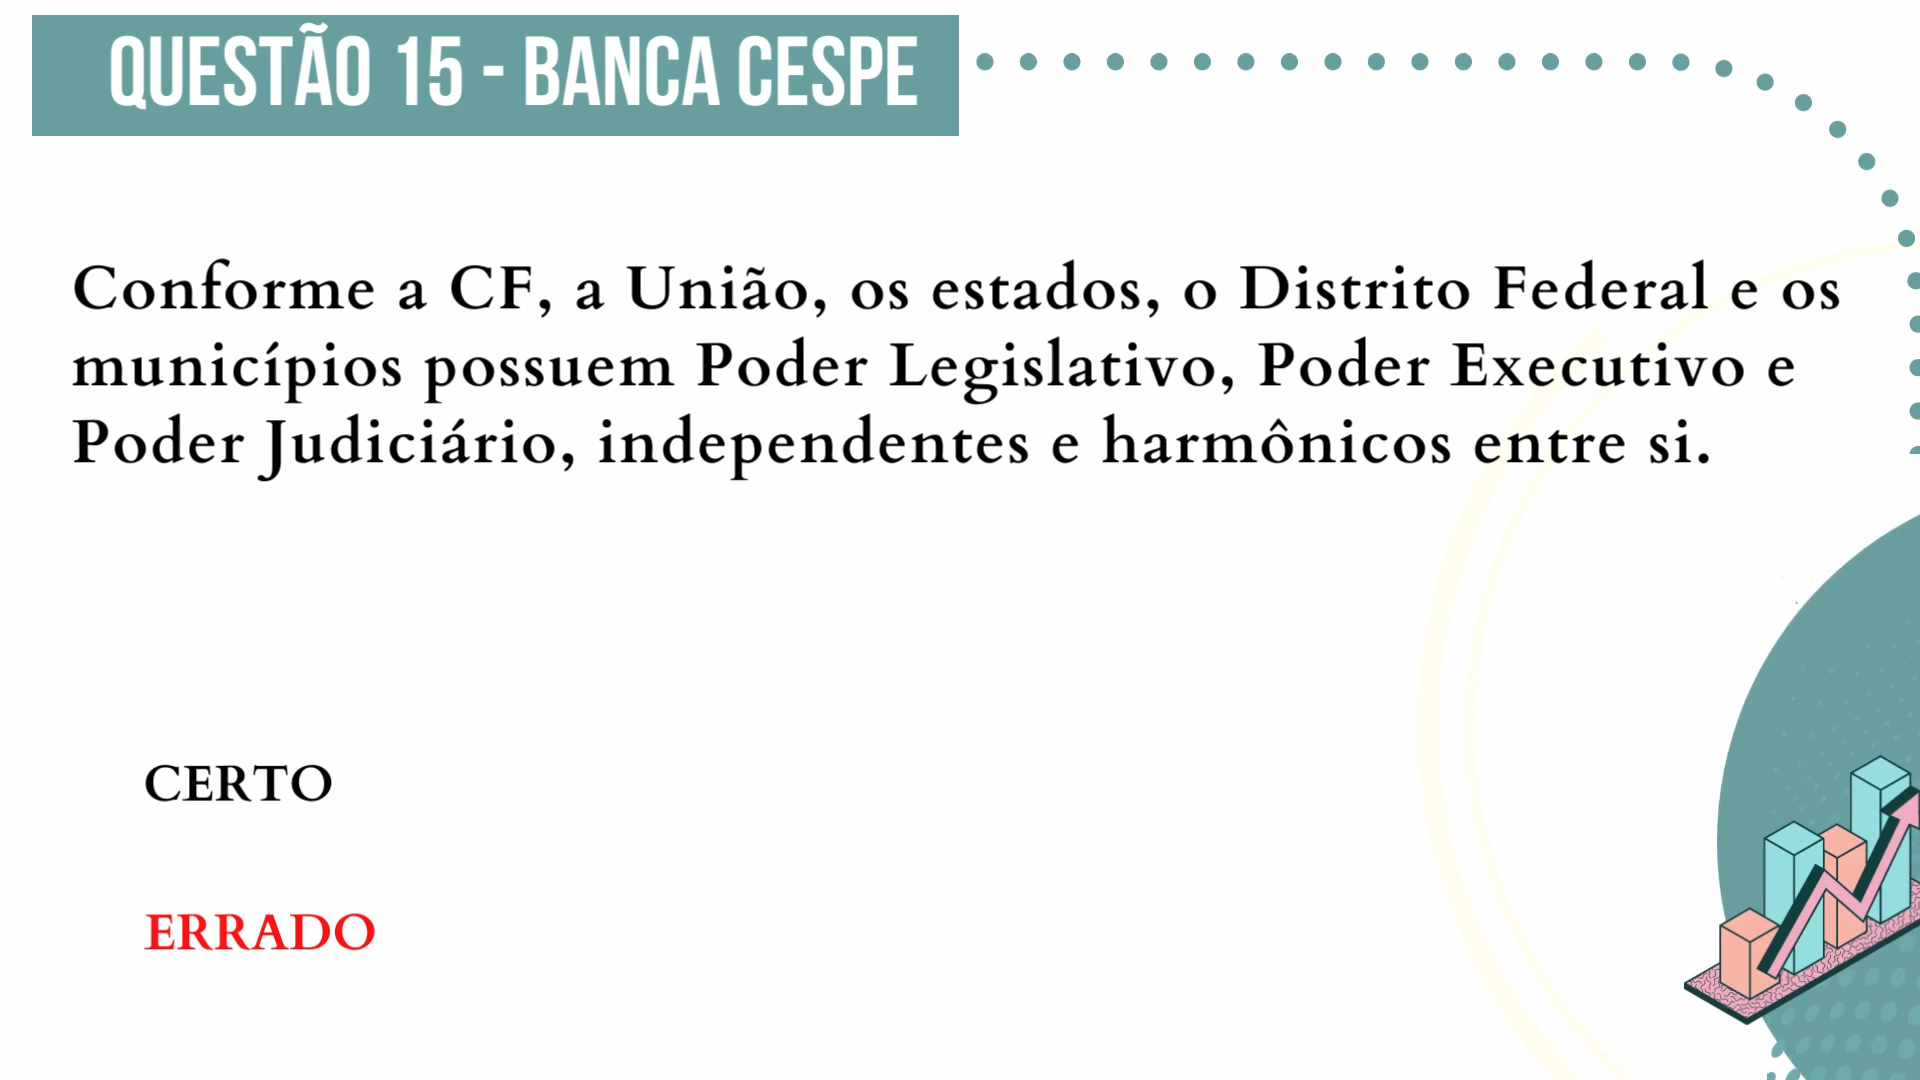 QUESTÃO 15 - BANCA CESPE
Conforme a CF, a União, os estados, o Distrito Federal e os
municípios possuem Poder Legislativo, Poder Executivo e
Poder Judiciário, independentes e harmônicos entre si.
CERTO
ERRADO